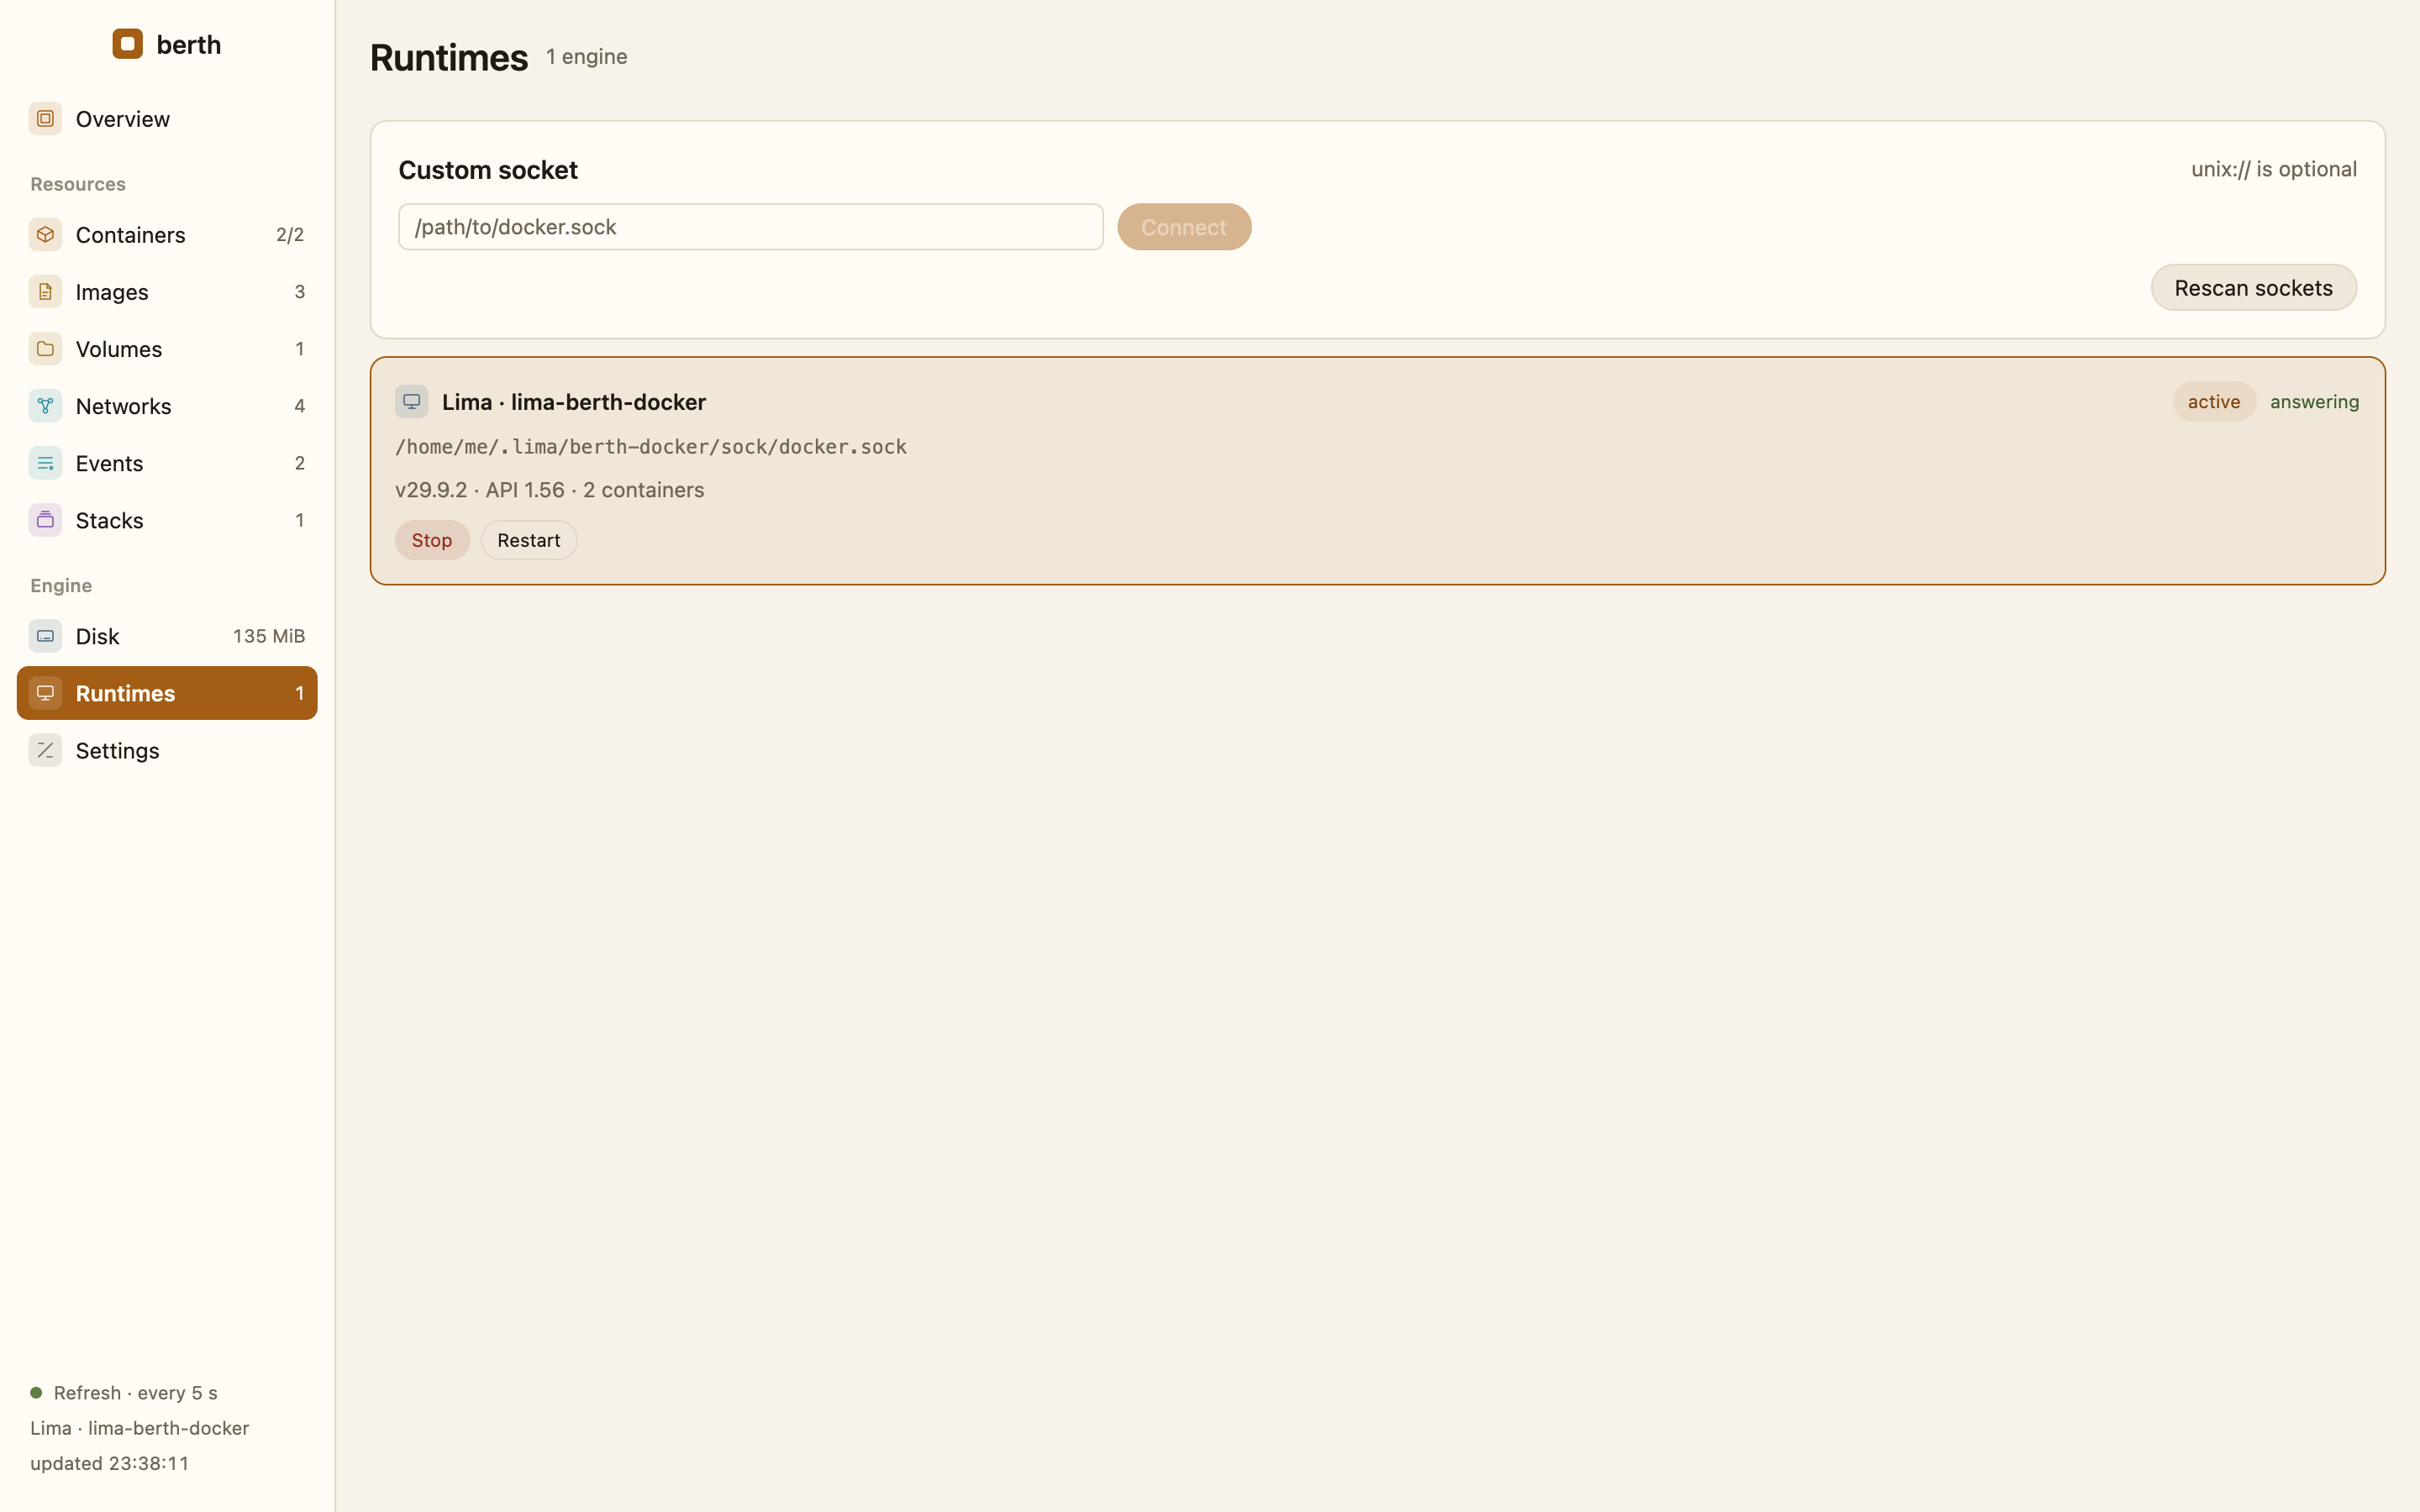 berth
Overview
Resources
Containers 2/2
Images 3
Volumes 1
Networks 4
Events 2
Stacks 1
Engine
Disk 135 MiB
Runtimes 1
Settings
Refresh · every 5 s
Lima · lima-berth-docker
updated 23:38:11
Runtimes 1 engine
Custom socket unix:// is optional
/path/to/docker.sock Connect
Rescan sockets
Lima · lima-berth-docker active answering
/home/me/.lima/berth-docker/sock/docker.sock
v29.9.2 · API 1.56 · 2 containers
Stop Restart